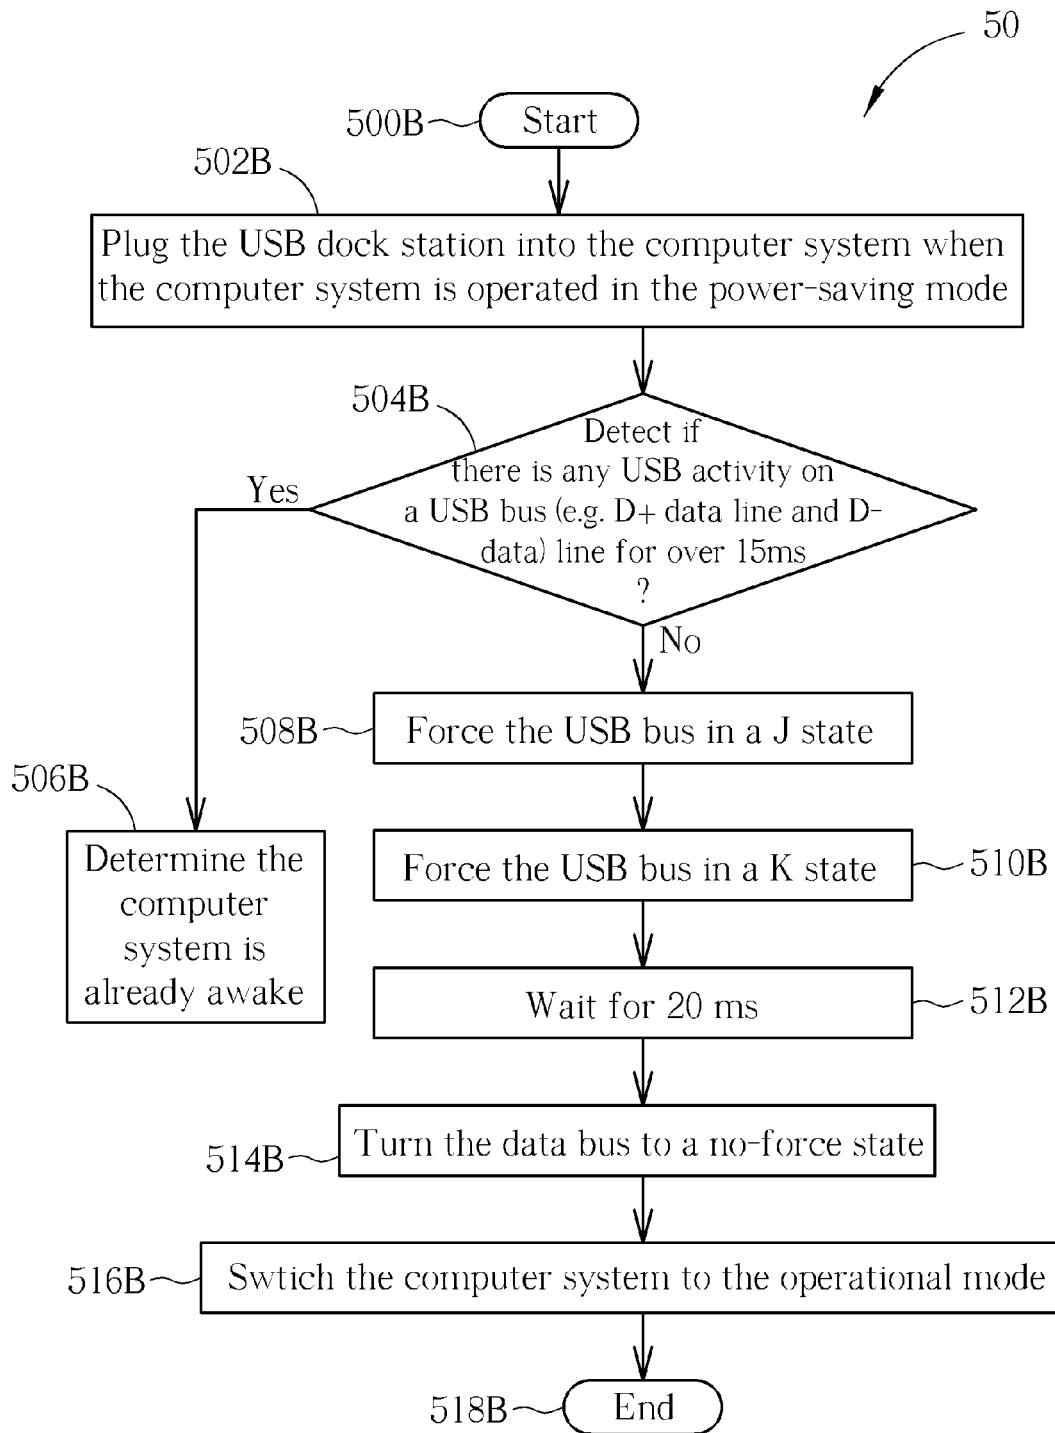 50
500B
Start
502B
Plug the USB dock station into the computer system when
the computer system is operated in the power-saving mode
504B
Detect if
there is any USB activity on
a USB bus (e.g. D+ data line and D-
data) line for over 15ms
?
Yes
No
508B
Force the USB bus in a J state
506B
Determine the
computer
system is
already awake
Force the USB bus in a K state
510B
Wait for 20 ms
512B
514B
Turn the data bus to a no-force state
516B
Swtich the computer system to the operational mode
518B
End